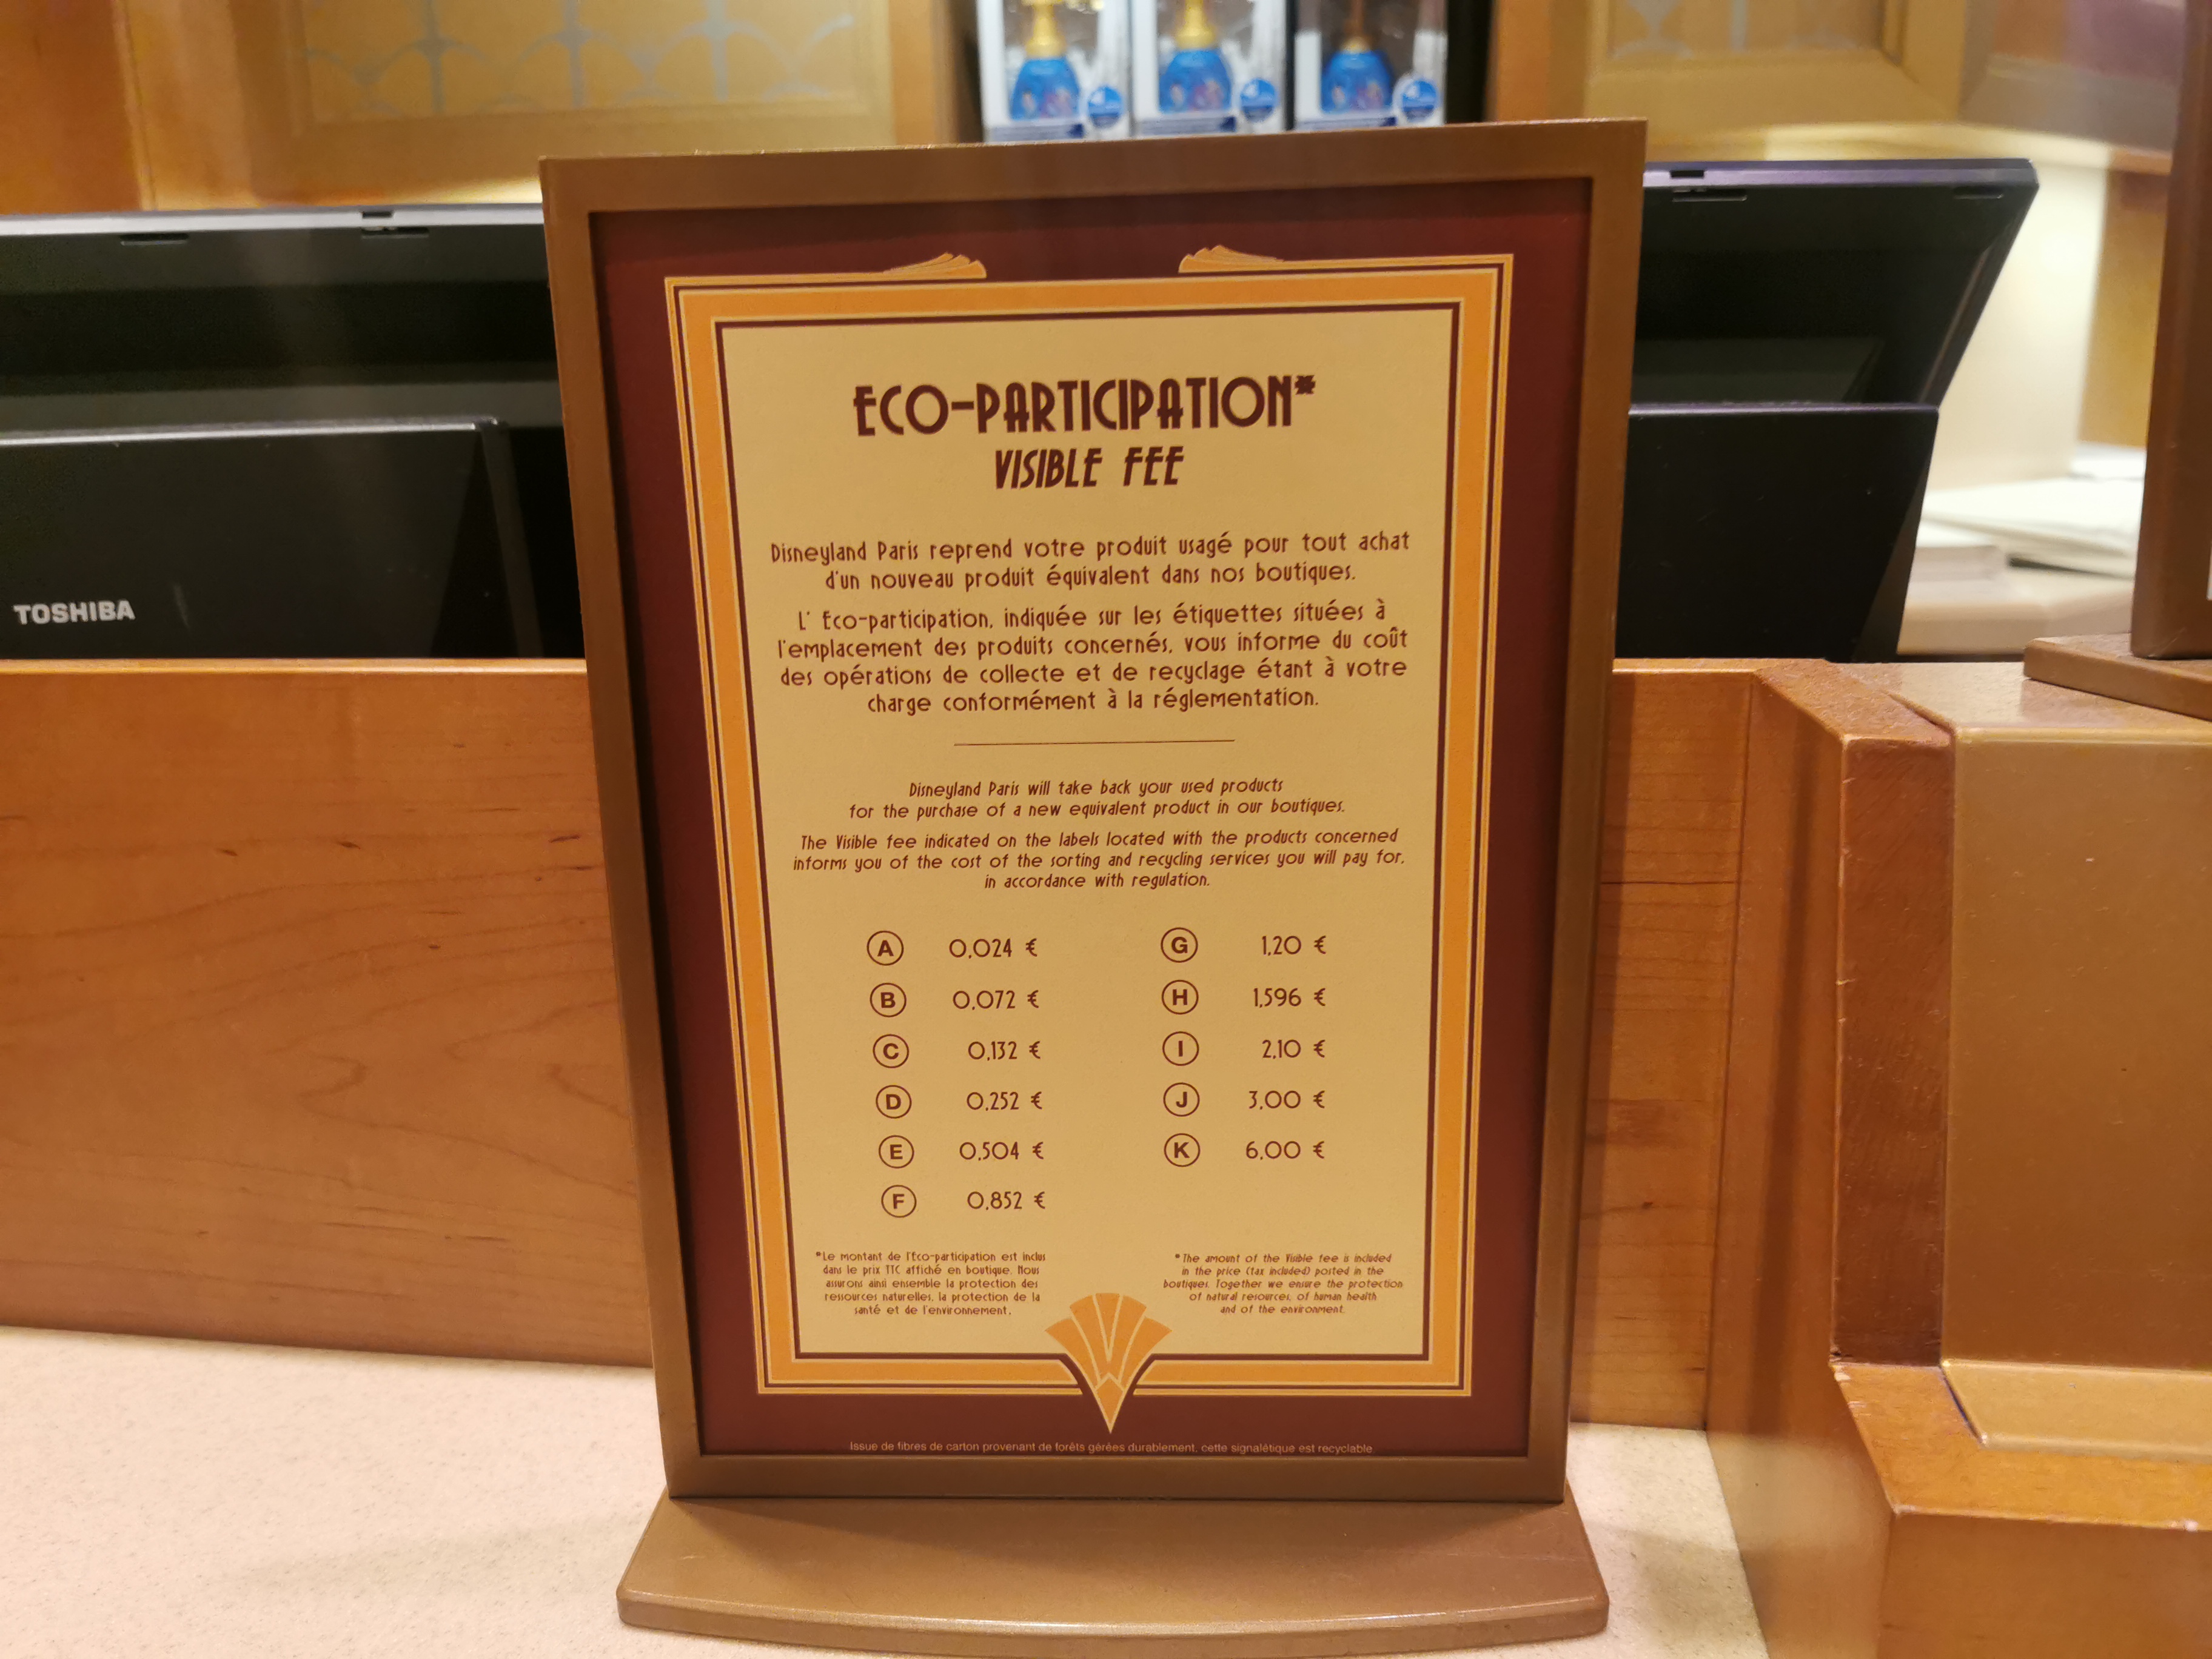 TOSHIBA
ECO-PARTICIPATION*
VISIBLE FEE
Disneyland Paris reprend votre produit usagé pour tout achat
d'un nouveau produit équivalent dans nos boutiques.
L' Eco-participation, indiquée sur les étiquettes situées à
l'emplacement des produits concernés, vous informe du coût
des opérations de collecte et de recyclage étant à votre
charge conformément à la réglementation.
Disneyland Paris will take back your used products
for the purchase of a new equivalent product in our boutiques.
The Visible fee indicated on the labels located with the products concerned
informs you of the cost of the sorting and recycling services you will pay for,
in accordance with regulation.
A 0,024 €
B 0,072 €
C 0,132 €
D 0,252 €
E 0,504 €
F 0,852 €
G 1,20 €
H 1,596 €
I 2,10 €
J 3,00 €
K 6,00 €
*Le montant de l'Eco-participation est inclus
dans le prix TTC affiché en boutique. Nous
assurons ainsi ensemble la protection des
ressources naturelles, la protection de la
santé et de l'environnement.
*The amount of the Visible fee is included
in the price (tax included) posted in the
boutiques. Together we ensure the protection
of natural resources, of human health
and of the environment.
Issue de fibres de carton provenant de forêts gérées durablement, cette signalétique est recyclable.